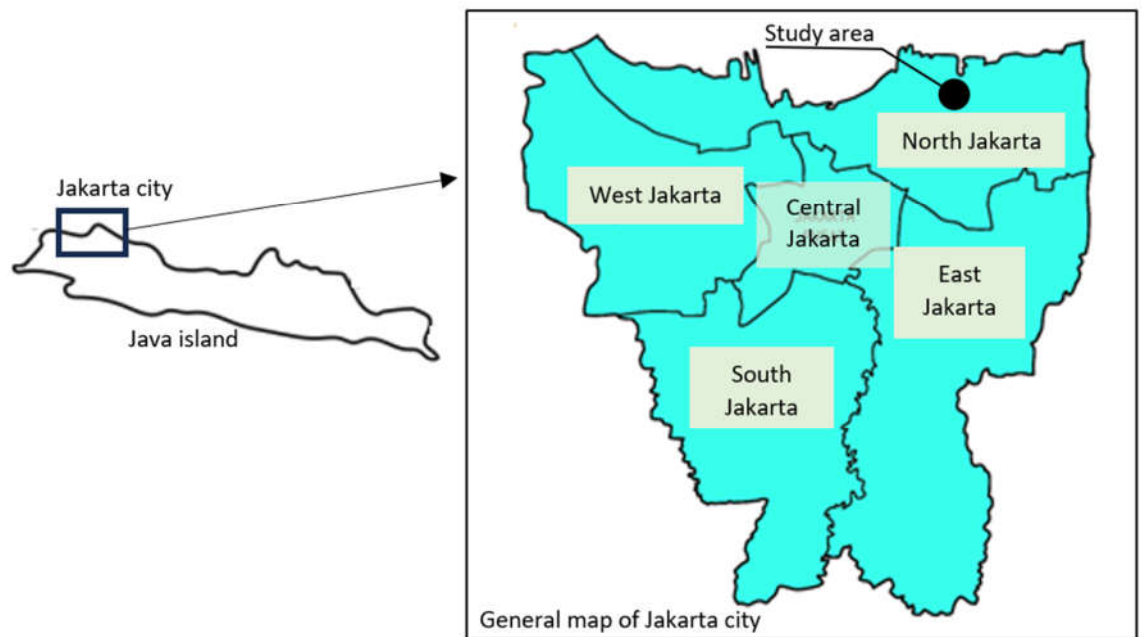 Study area
North Jakarta
West Jakarta
Central
Jakarta
East
Jakarta
South
Jakarta
General map of Jakarta city
Jakarta city
Java island